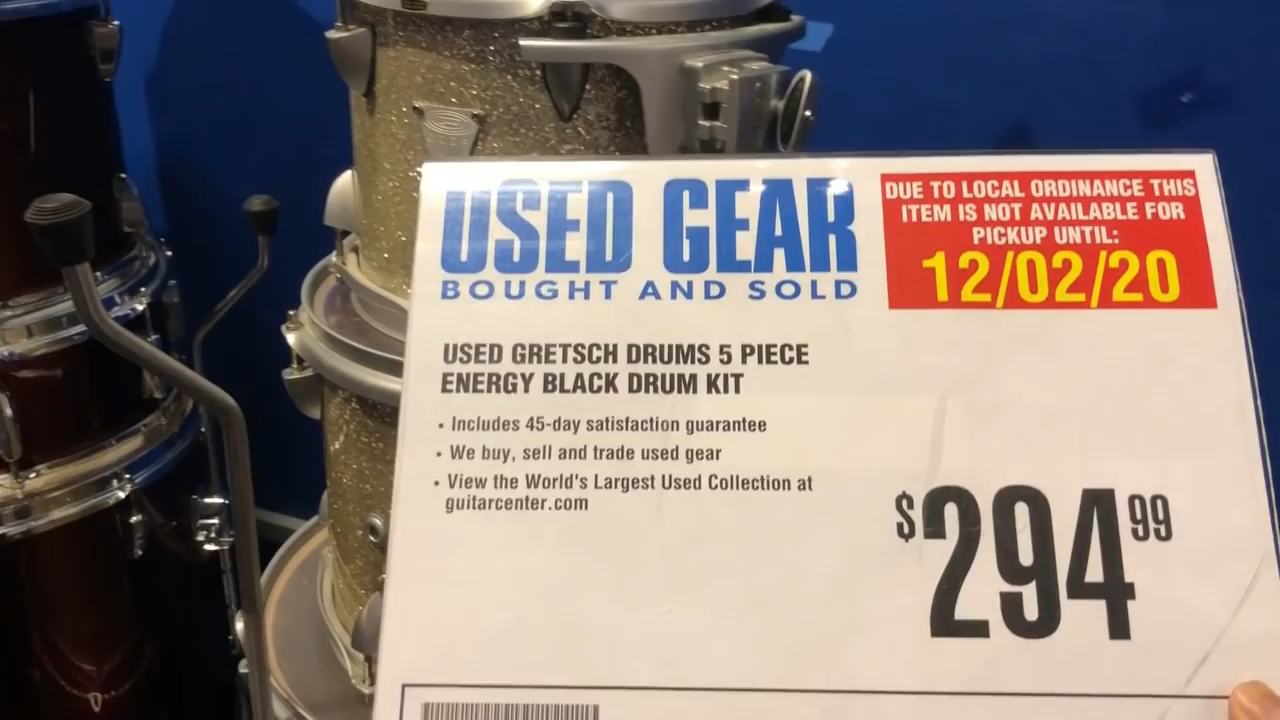 USED GEAR
BOUGHT AND SOLD
DUE TO LOCAL ORDINANCE THIS
ITEM IS NOT AVAILABLE FOR
PICKUP UNTIL:
12/02/20
USED GRETSCH DRUMS 5 PIECE
ENERGY BLACK DRUM KIT
• Includes 45-day satisfaction guarantee
• We buy, sell and trade used gear
• View the World's Largest Used Collection at
guitarcenter.com
$294.99